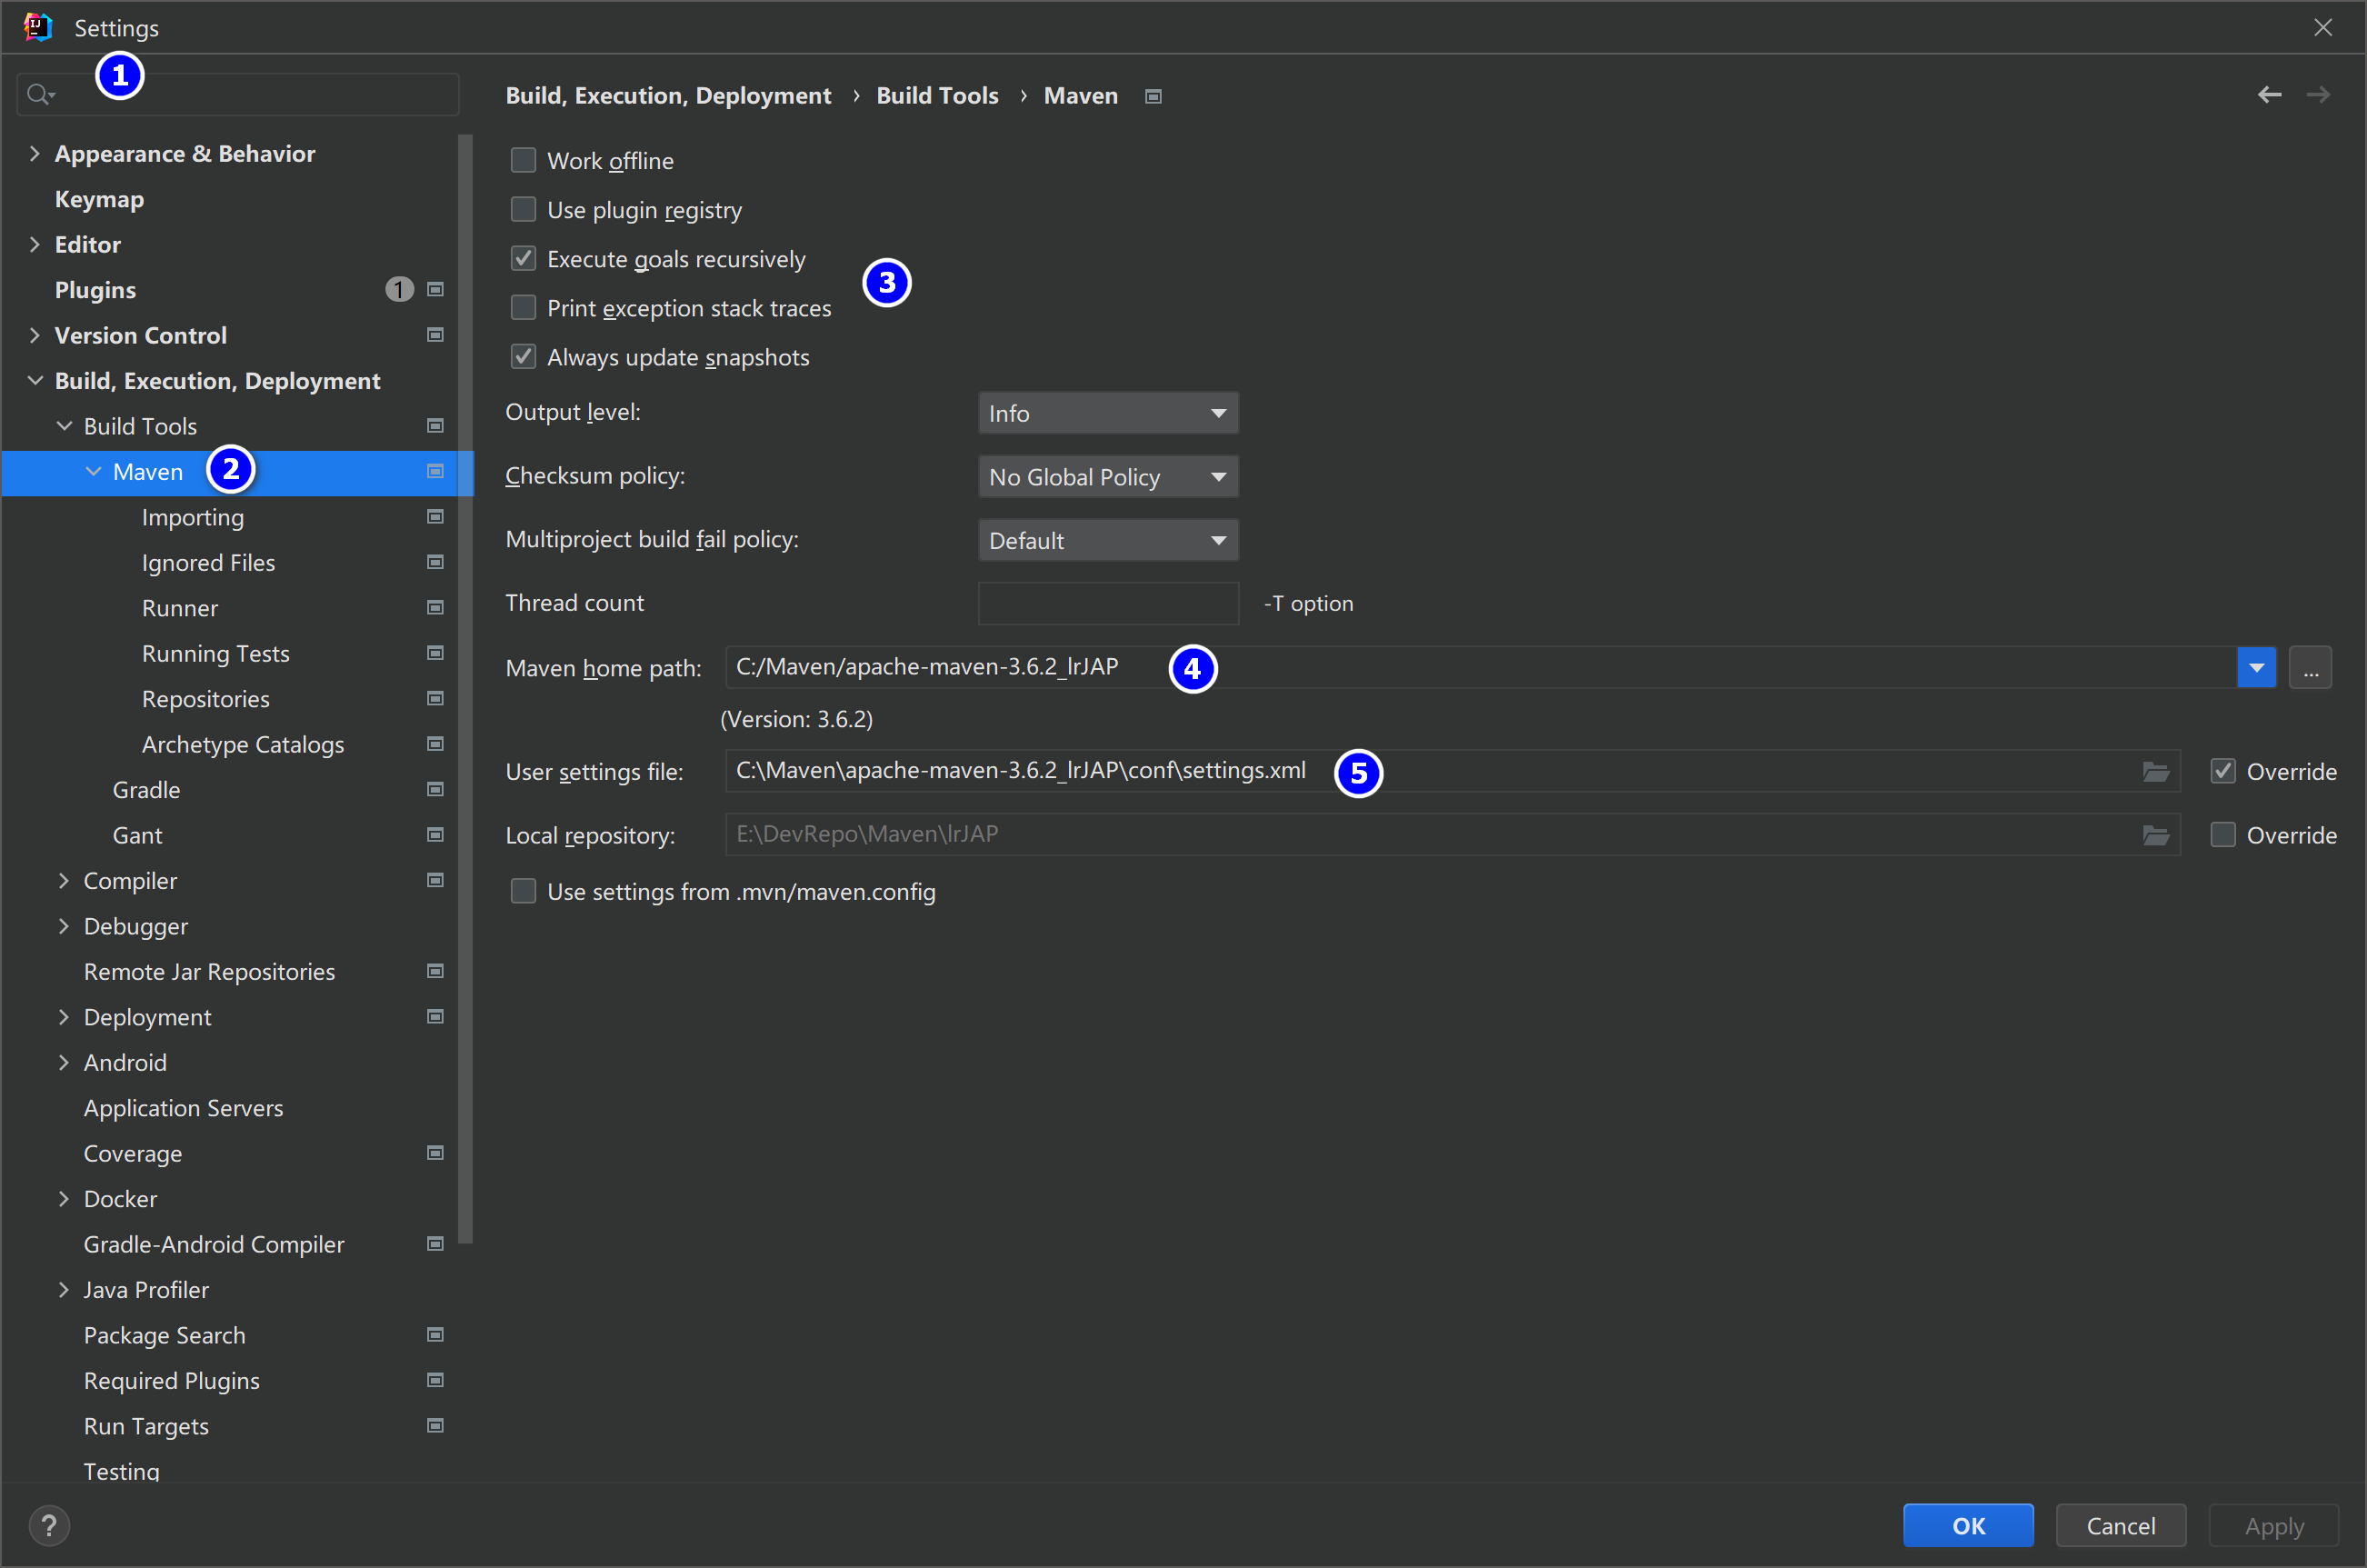 Settings
1
Build, Execution, Deployment › Build Tools › Maven
Appearance & Behavior
Keymap
Editor
Plugins 1
Version Control
Build, Execution, Deployment
Build Tools
Maven 2
Importing
Ignored Files
Runner
Running Tests
Repositories
Archetype Catalogs
Gradle
Gant
Compiler
Debugger
Remote Jar Repositories
Deployment
Android
Application Servers
Coverage
Docker
Gradle-Android Compiler
Java Profiler
Package Search
Required Plugins
Run Targets
Testing
Work offline
Use plugin registry
Execute goals recursively
3
Print exception stack traces
Always update snapshots
Output level: Info
Checksum policy: No Global Policy
Multiproject build fail policy: Default
Thread count -T option
Maven home path: C:/Maven/apache-maven-3.6.2_lrJAP 4 ...
(Version: 3.6.2)
User settings file: C:\Maven\apache-maven-3.6.2_lrJAP\conf\settings.xml 5 Override
Local repository: E:\DevRepo\Maven\lrJAP Override
Use settings from .mvn/maven.config
? OK Cancel Apply